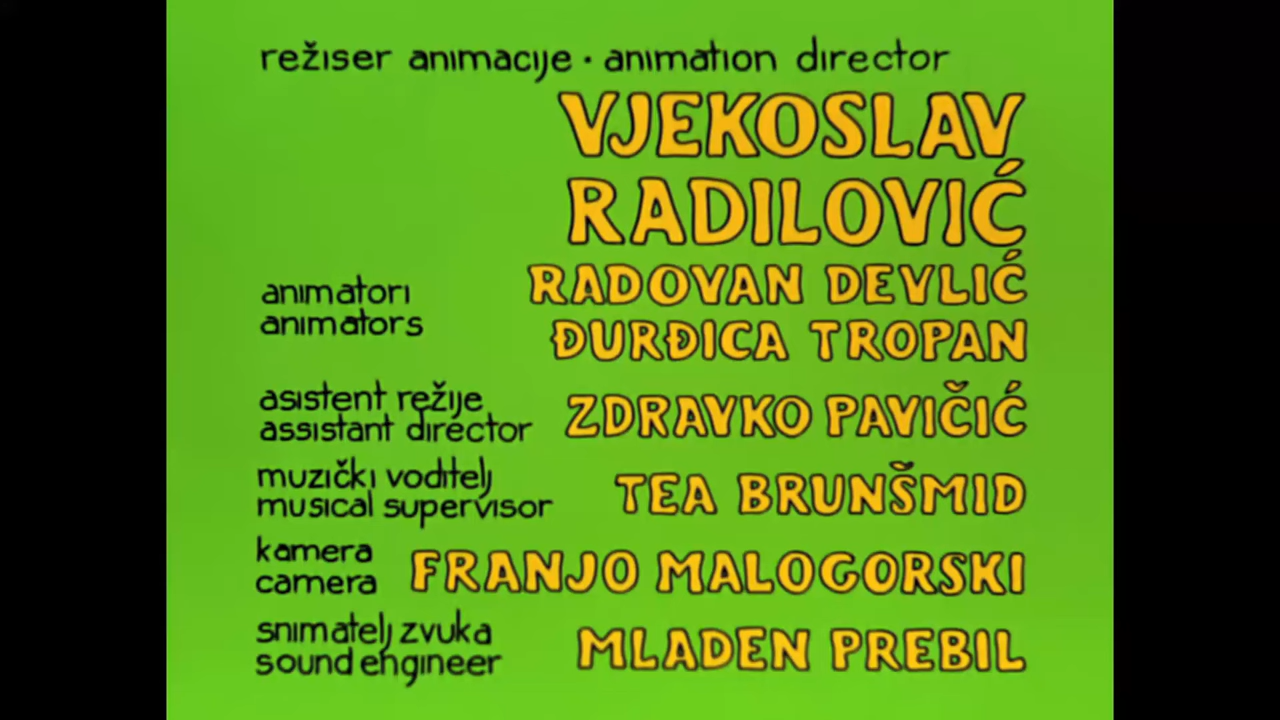 režiser animacije · animation director
VJEKOSLAV
RADILOVIĆ
animatori
animators
RADOVAN DEVLIĆ
ĐURĐICA TROPAN
asistent režije
assistant director
ZDRAVKO PAVIČIĆ
muzički voditelj
musical supervisor
TEA BRUNŠMID
kamera
camera
FRANJO MALOGORSKI
snimatelj zvuka
sound engineer
MLADEN PREBIL